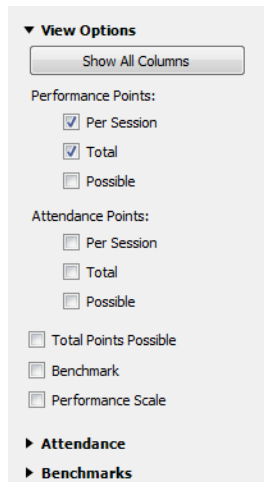 View Options
Show All Columns
Performance Points:
Per Session
Total
Possible
Attendance Points:
Per Session
Total
Possible
Total Points Possible
Benchmark
Performance Scale
Attendance
Benchmarks